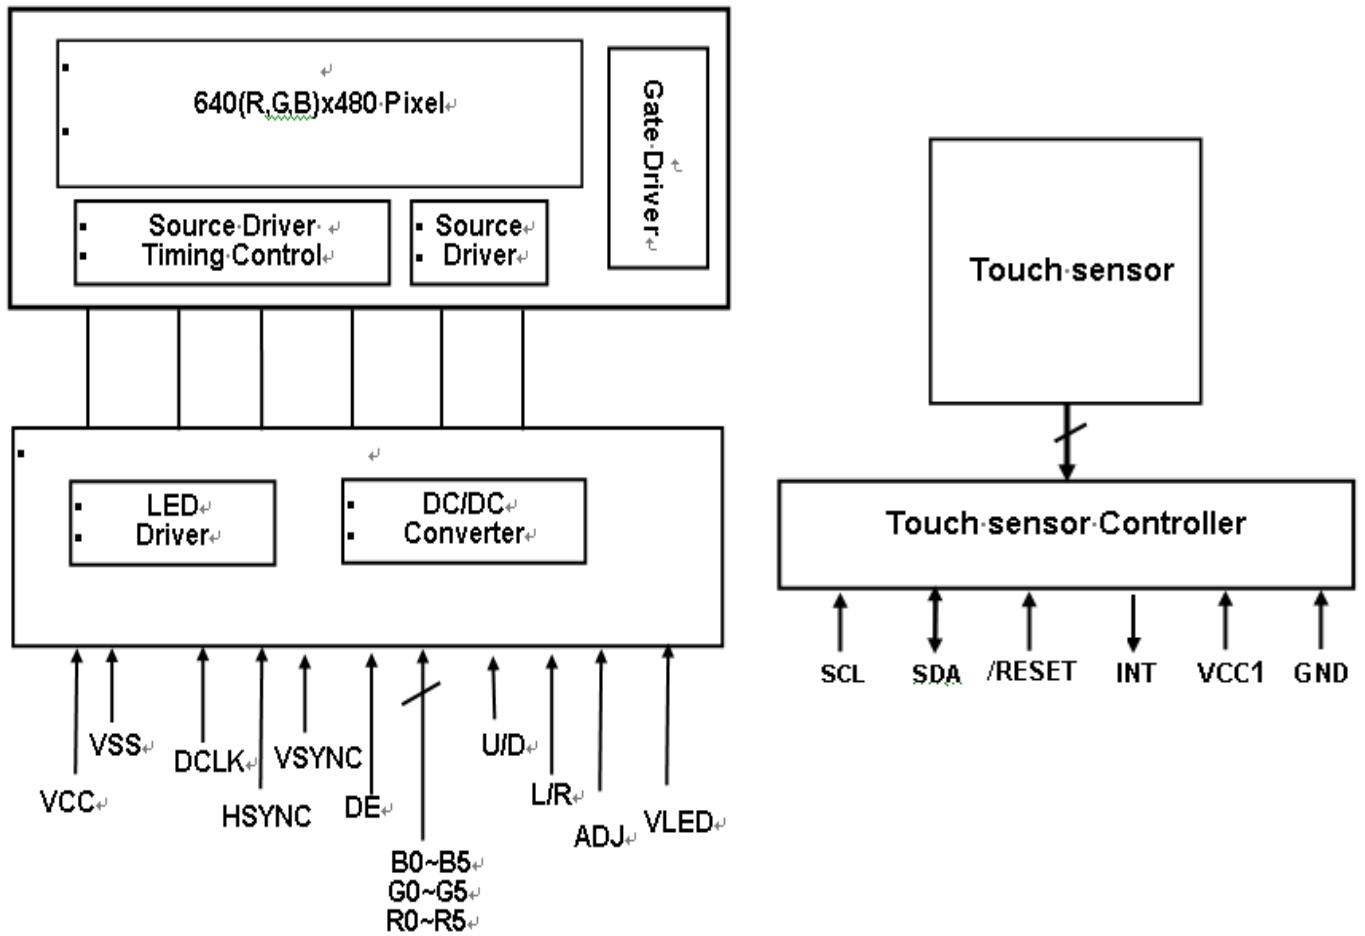 640(R,G,B)x480 Pixel
Gate Driver
Source Driver
Timing Control
Source
Driver
LED
Driver
DC/DC
Converter
VCC
VSS
DCLK
HSYNC
VSYNC
DE
B0~B5
G0~G5
R0~R5
U/D
L/R
ADJ
VLED
Touch sensor
Touch sensor Controller
SCL
SDA
/RESET
INT
VCC1
GND